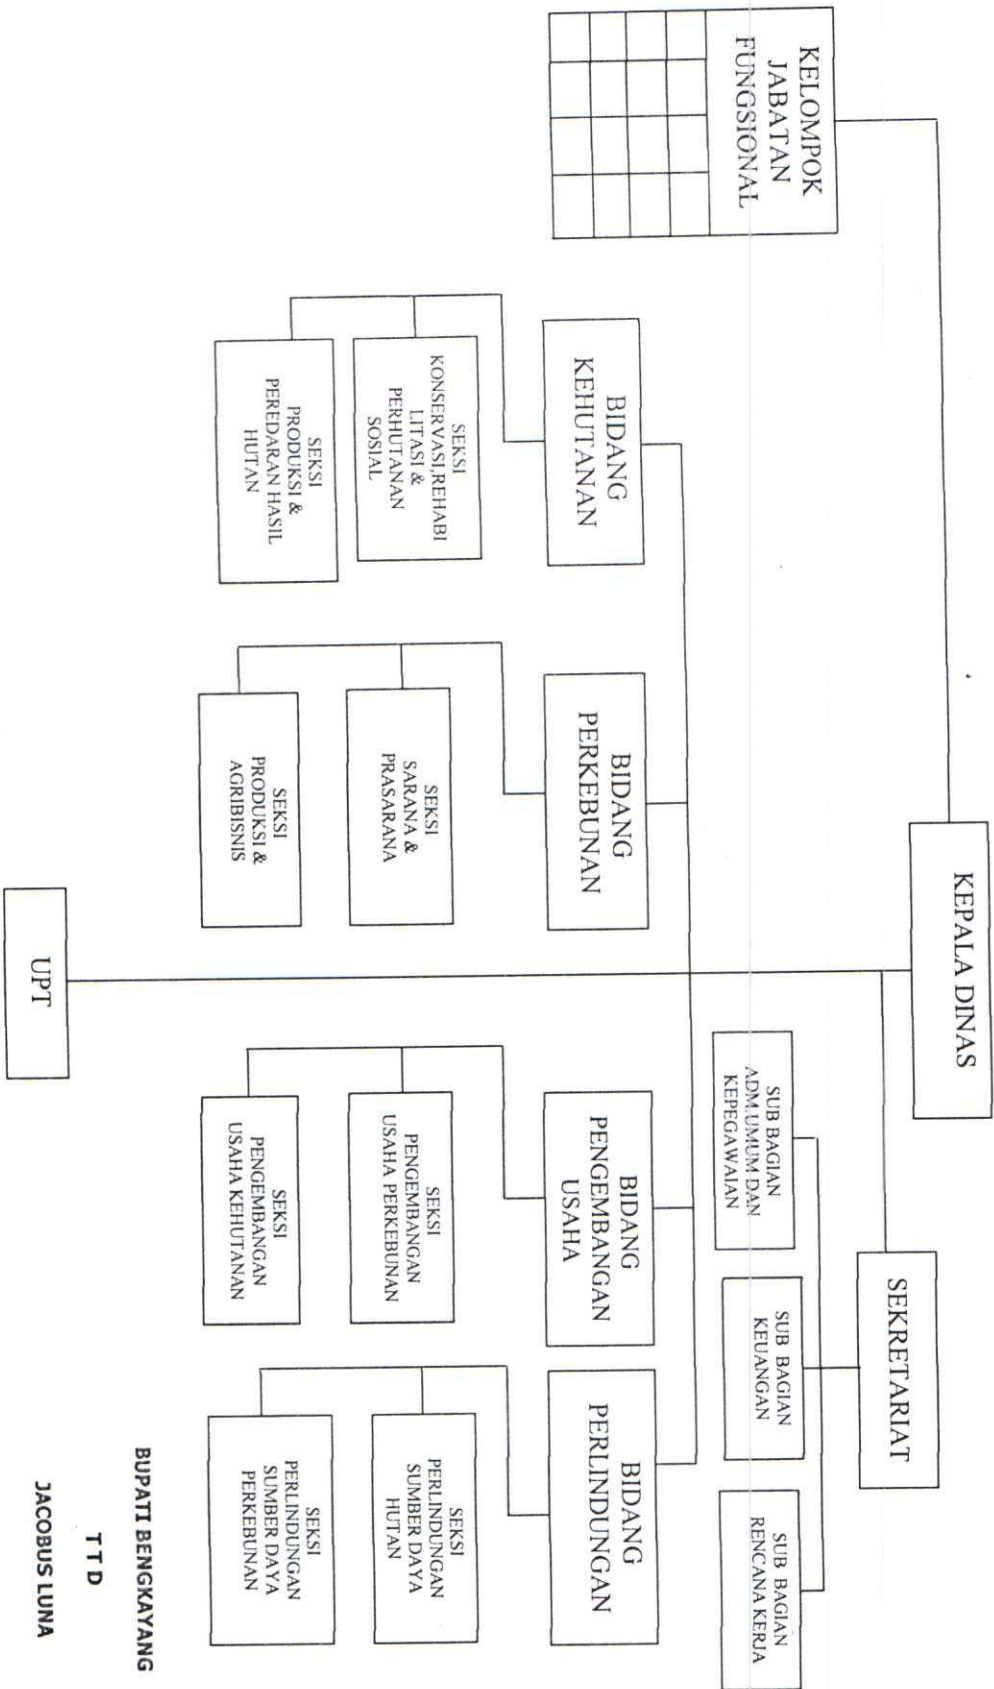 KEPALA DINAS
KELOMPOK
JABATAN
FUNGSIONAL
SEKRETARIAT
SUB BAGIAN
ADM.UMUM DAN
KEPEGAWAIAN
SUB BAGIAN
KEUANGAN
SUB BAGIAN
RENCANA KERJA
BIDANG
KEHUTANAN
SEKSI
KONSERVASI,REHABI
LITASI &
PERHUTANAN
SOSIAL
SEKSI
PRODUKSI &
PEREDARAN HASIL
HUTAN
BIDANG
PERKEBUNAN
SEKSI
SARANA &
PRASARANA
SEKSI
PRODUKSI &
AGRIBISNIS
BIDANG
PENGEMBANGAN
USAHA
SEKSI
PENGEMBANGAN
USAHA PERKEBUNAN
SEKSI
PENGEMBANGAN
USAHA KEHUTANAN
BIDANG
PERLINDUNGAN
SEKSI
PERLINDUNGAN
SUMBER DAYA
HUTAN
SEKSI
PERLINDUNGAN
SUMBER DAYA
PERKEBUNAN
UPT
BUPATI BENGKAYANG
T T D
JACOBUS LUNA